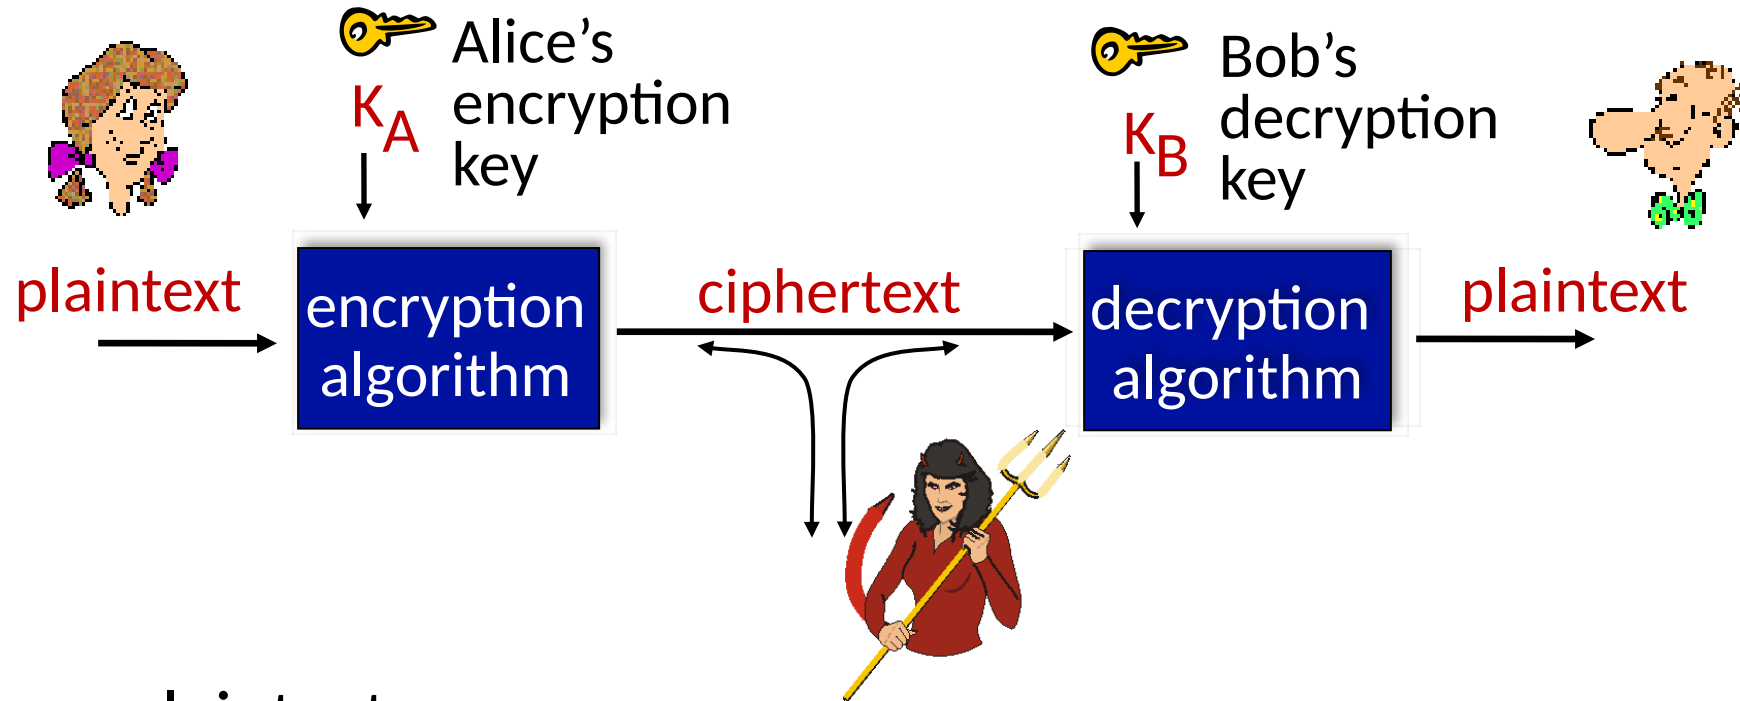 Alice’s
encryption
key
K_A
Bob’s
decryption
key
K_B
plaintext
encryption
algorithm
ciphertext
decryption
algorithm
plaintext